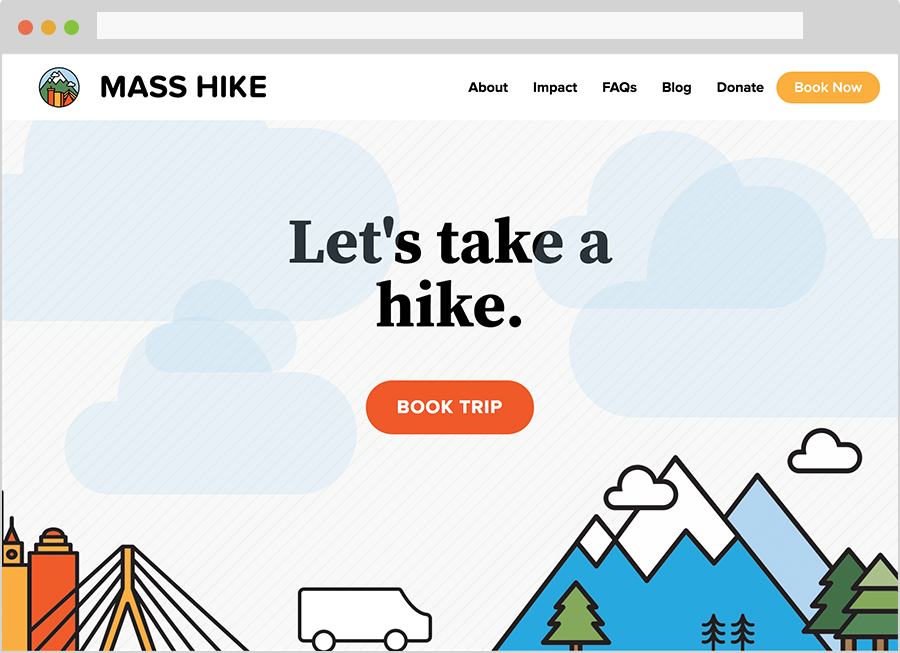 MASS HIKE
About Impact FAQs Blog Donate Book Now
Let's take a
hike.
BOOK TRIP